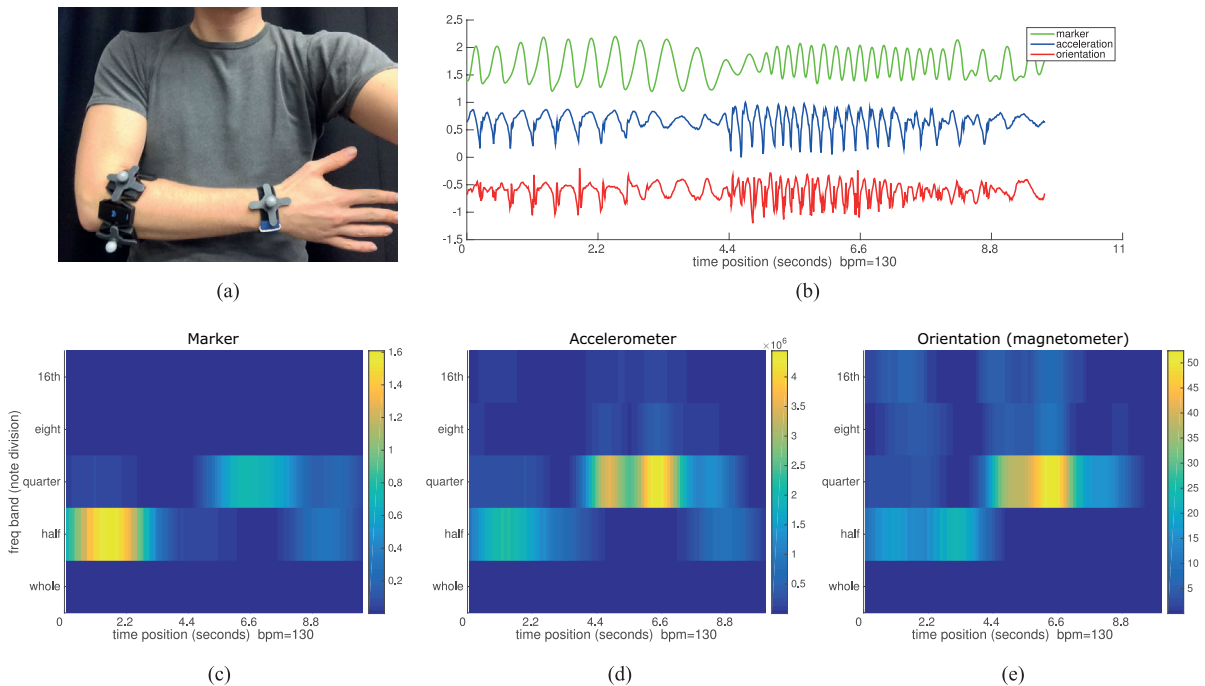 2.5
2
1.5
1
0.5
0
-0.5
-1
-1.5
0 2.2 4.4 6.6 8.8 11
time position (seconds) bpm=130
marker
acceleration
orientation
(a)
(b)
Marker
freq band (note division)
16th
eight
quarter
half
whole
0 2.2 4.4 6.6 8.8
time position (seconds) bpm=130
1.6
1.4
1.2
1
0.8
0.6
0.4
0.2
(c)
Accelerometer
×10⁶
16th
eight
quarter
half
whole
0 2.2 4.4 6.6 8.8
time position (seconds) bpm=130
4
3.5
3
2.5
2
1.5
1
0.5
(d)
Orientation (magnetometer)
16th
eight
quarter
half
whole
0 2.2 4.4 6.6 8.8
time position (seconds) bpm=130
50
45
40
35
30
25
20
15
10
5
(e)